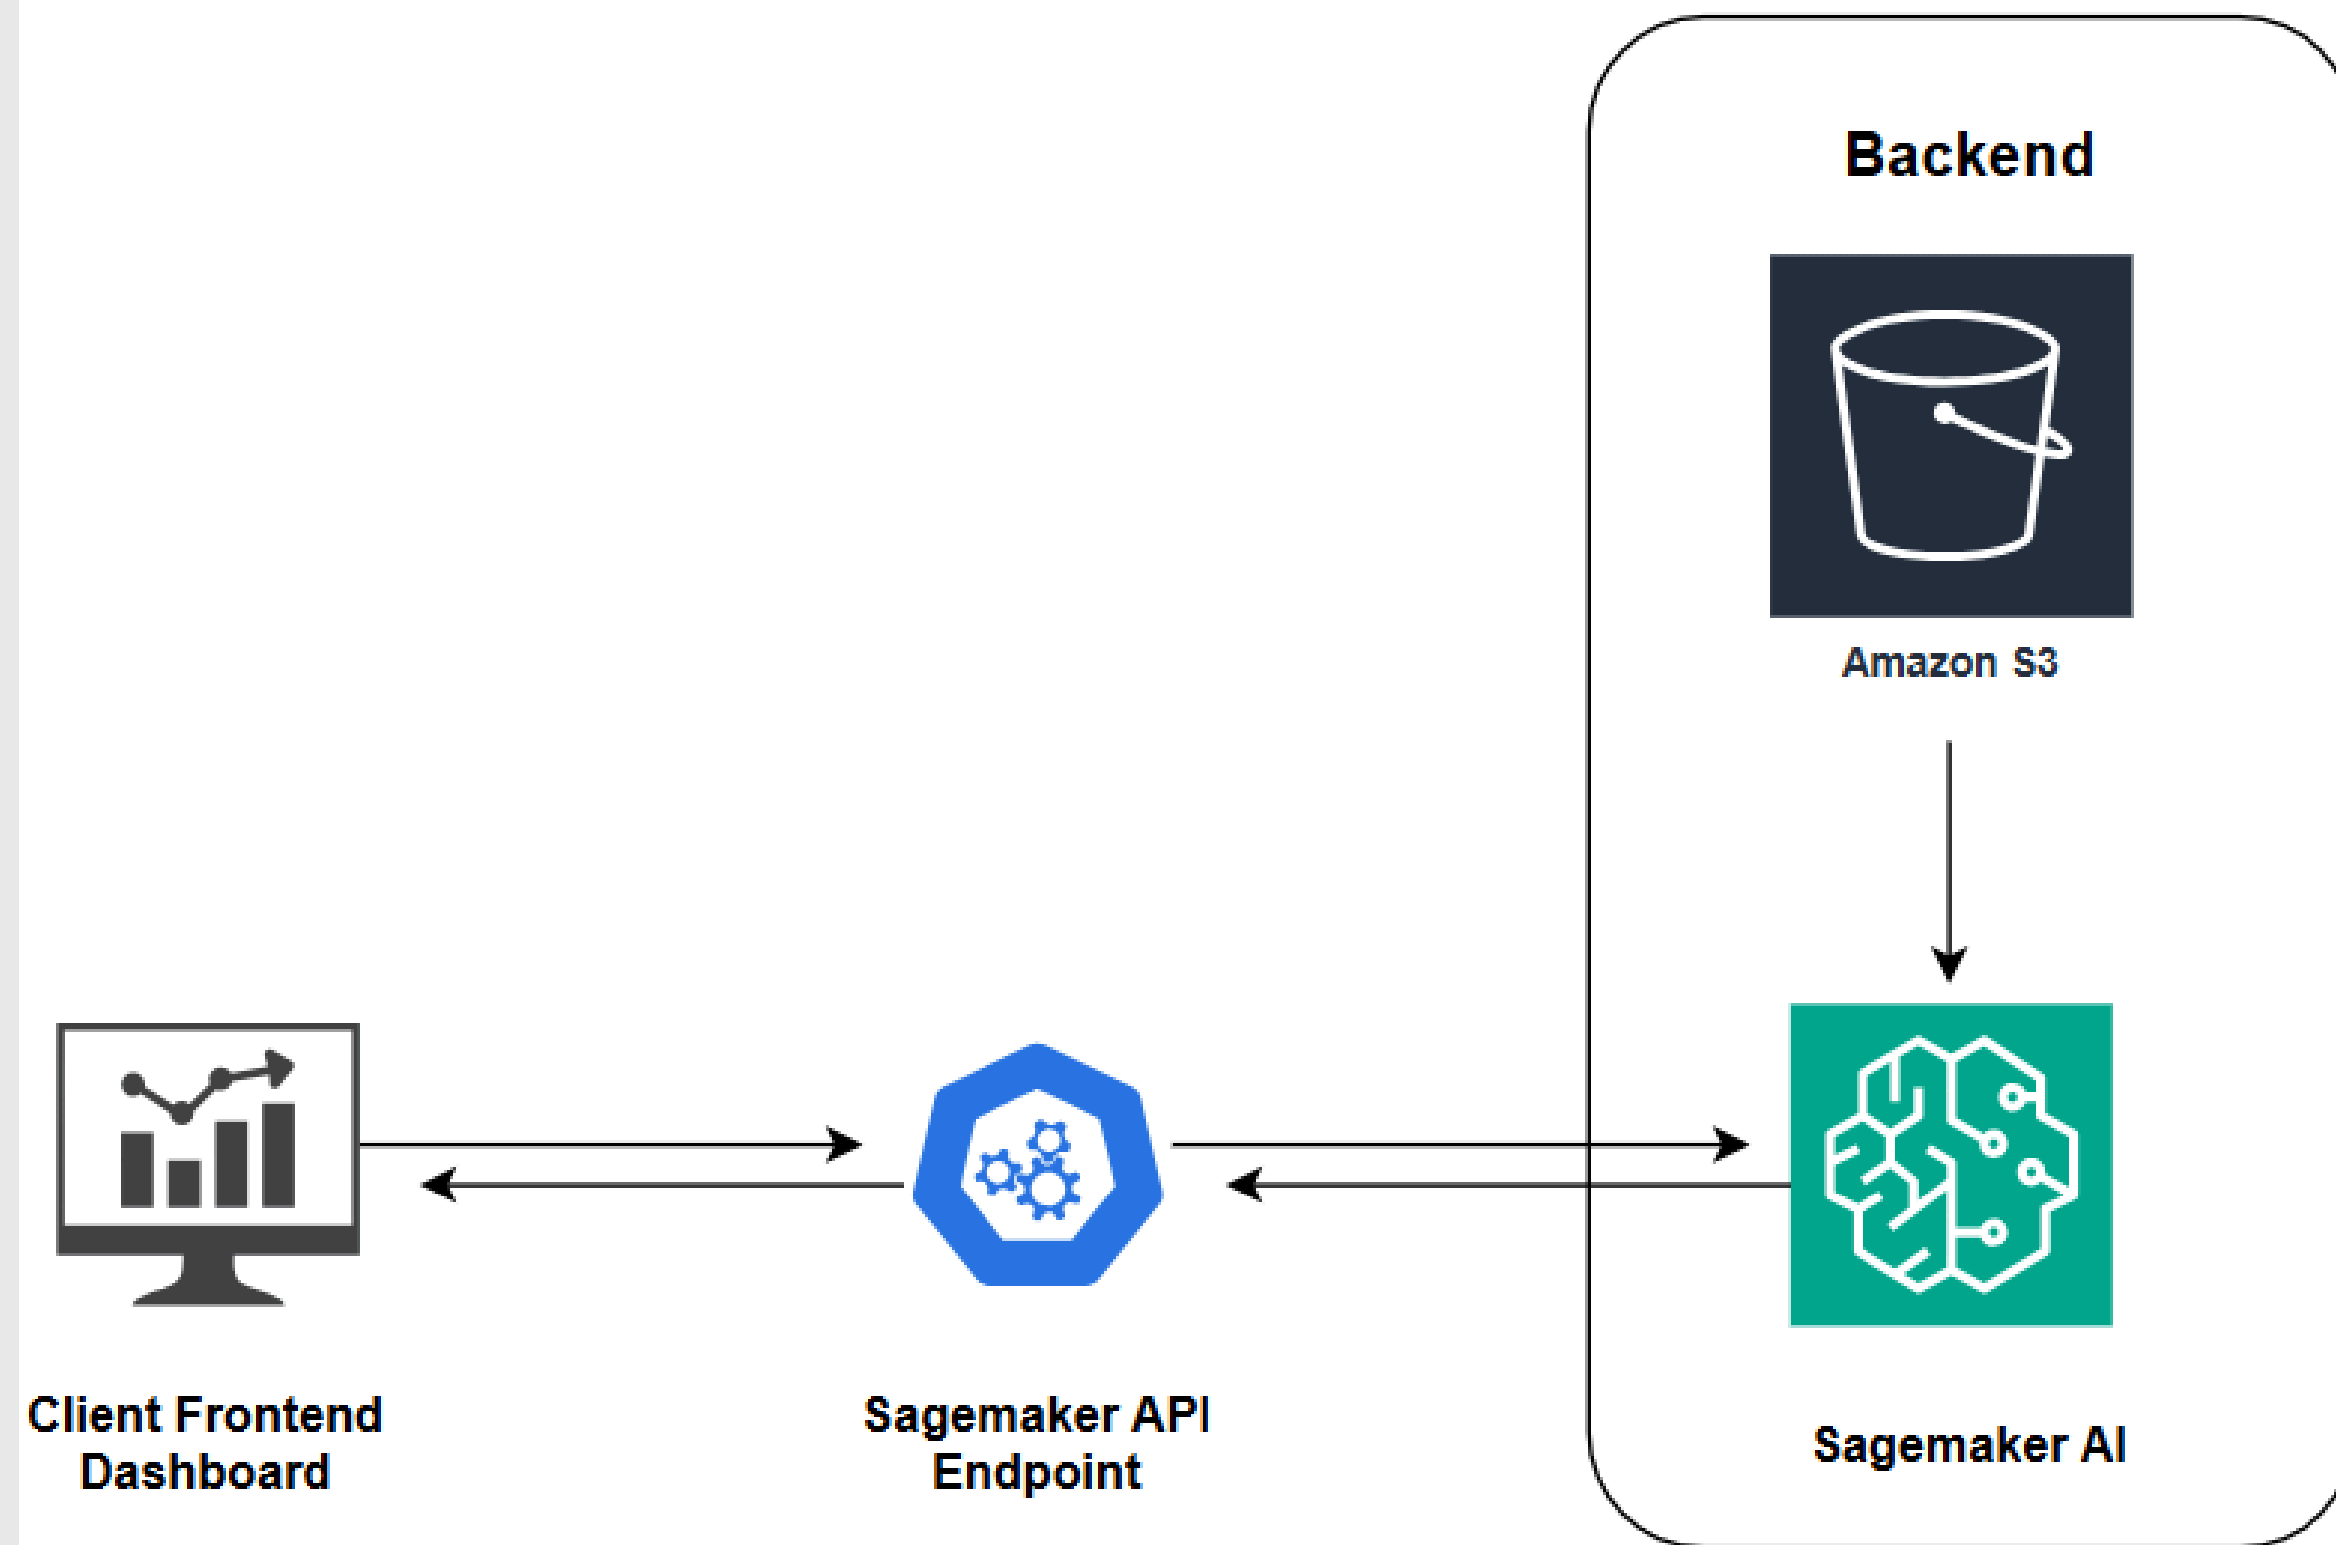 Backend
Amazon S3
Client Frontend
Dashboard
Sagemaker API
Endpoint
Sagemaker AI